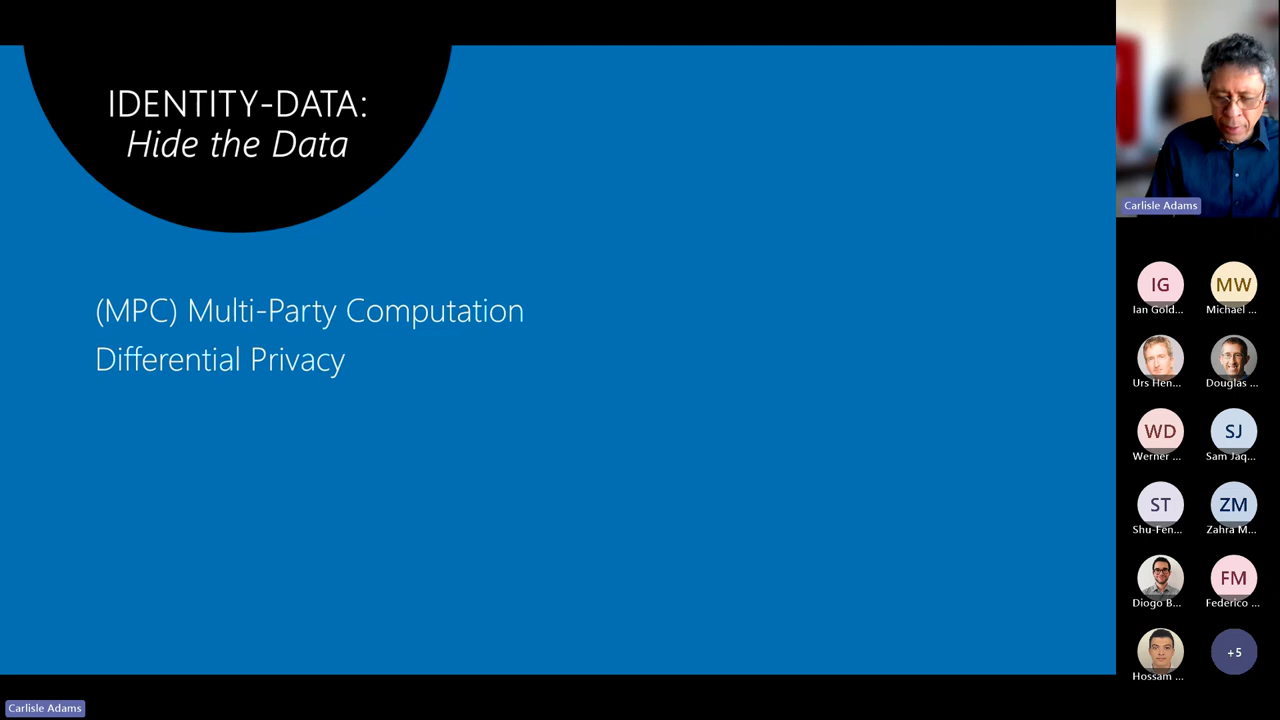 IDENTITY-DATA:
Hide the Data
(MPC) Multi-Party Computation
Differential Privacy
Carlisle Adams
IG
MW
Ian Gold...
Michael ...
Urs Hen...
Douglas ...
WD
SJ
Werner ...
Sam Jaq...
ST
ZM
Shu-Fen...
Zahra M...
FM
Diogo B...
Federico ...
Hossam ...
+5
Carlisle Adams